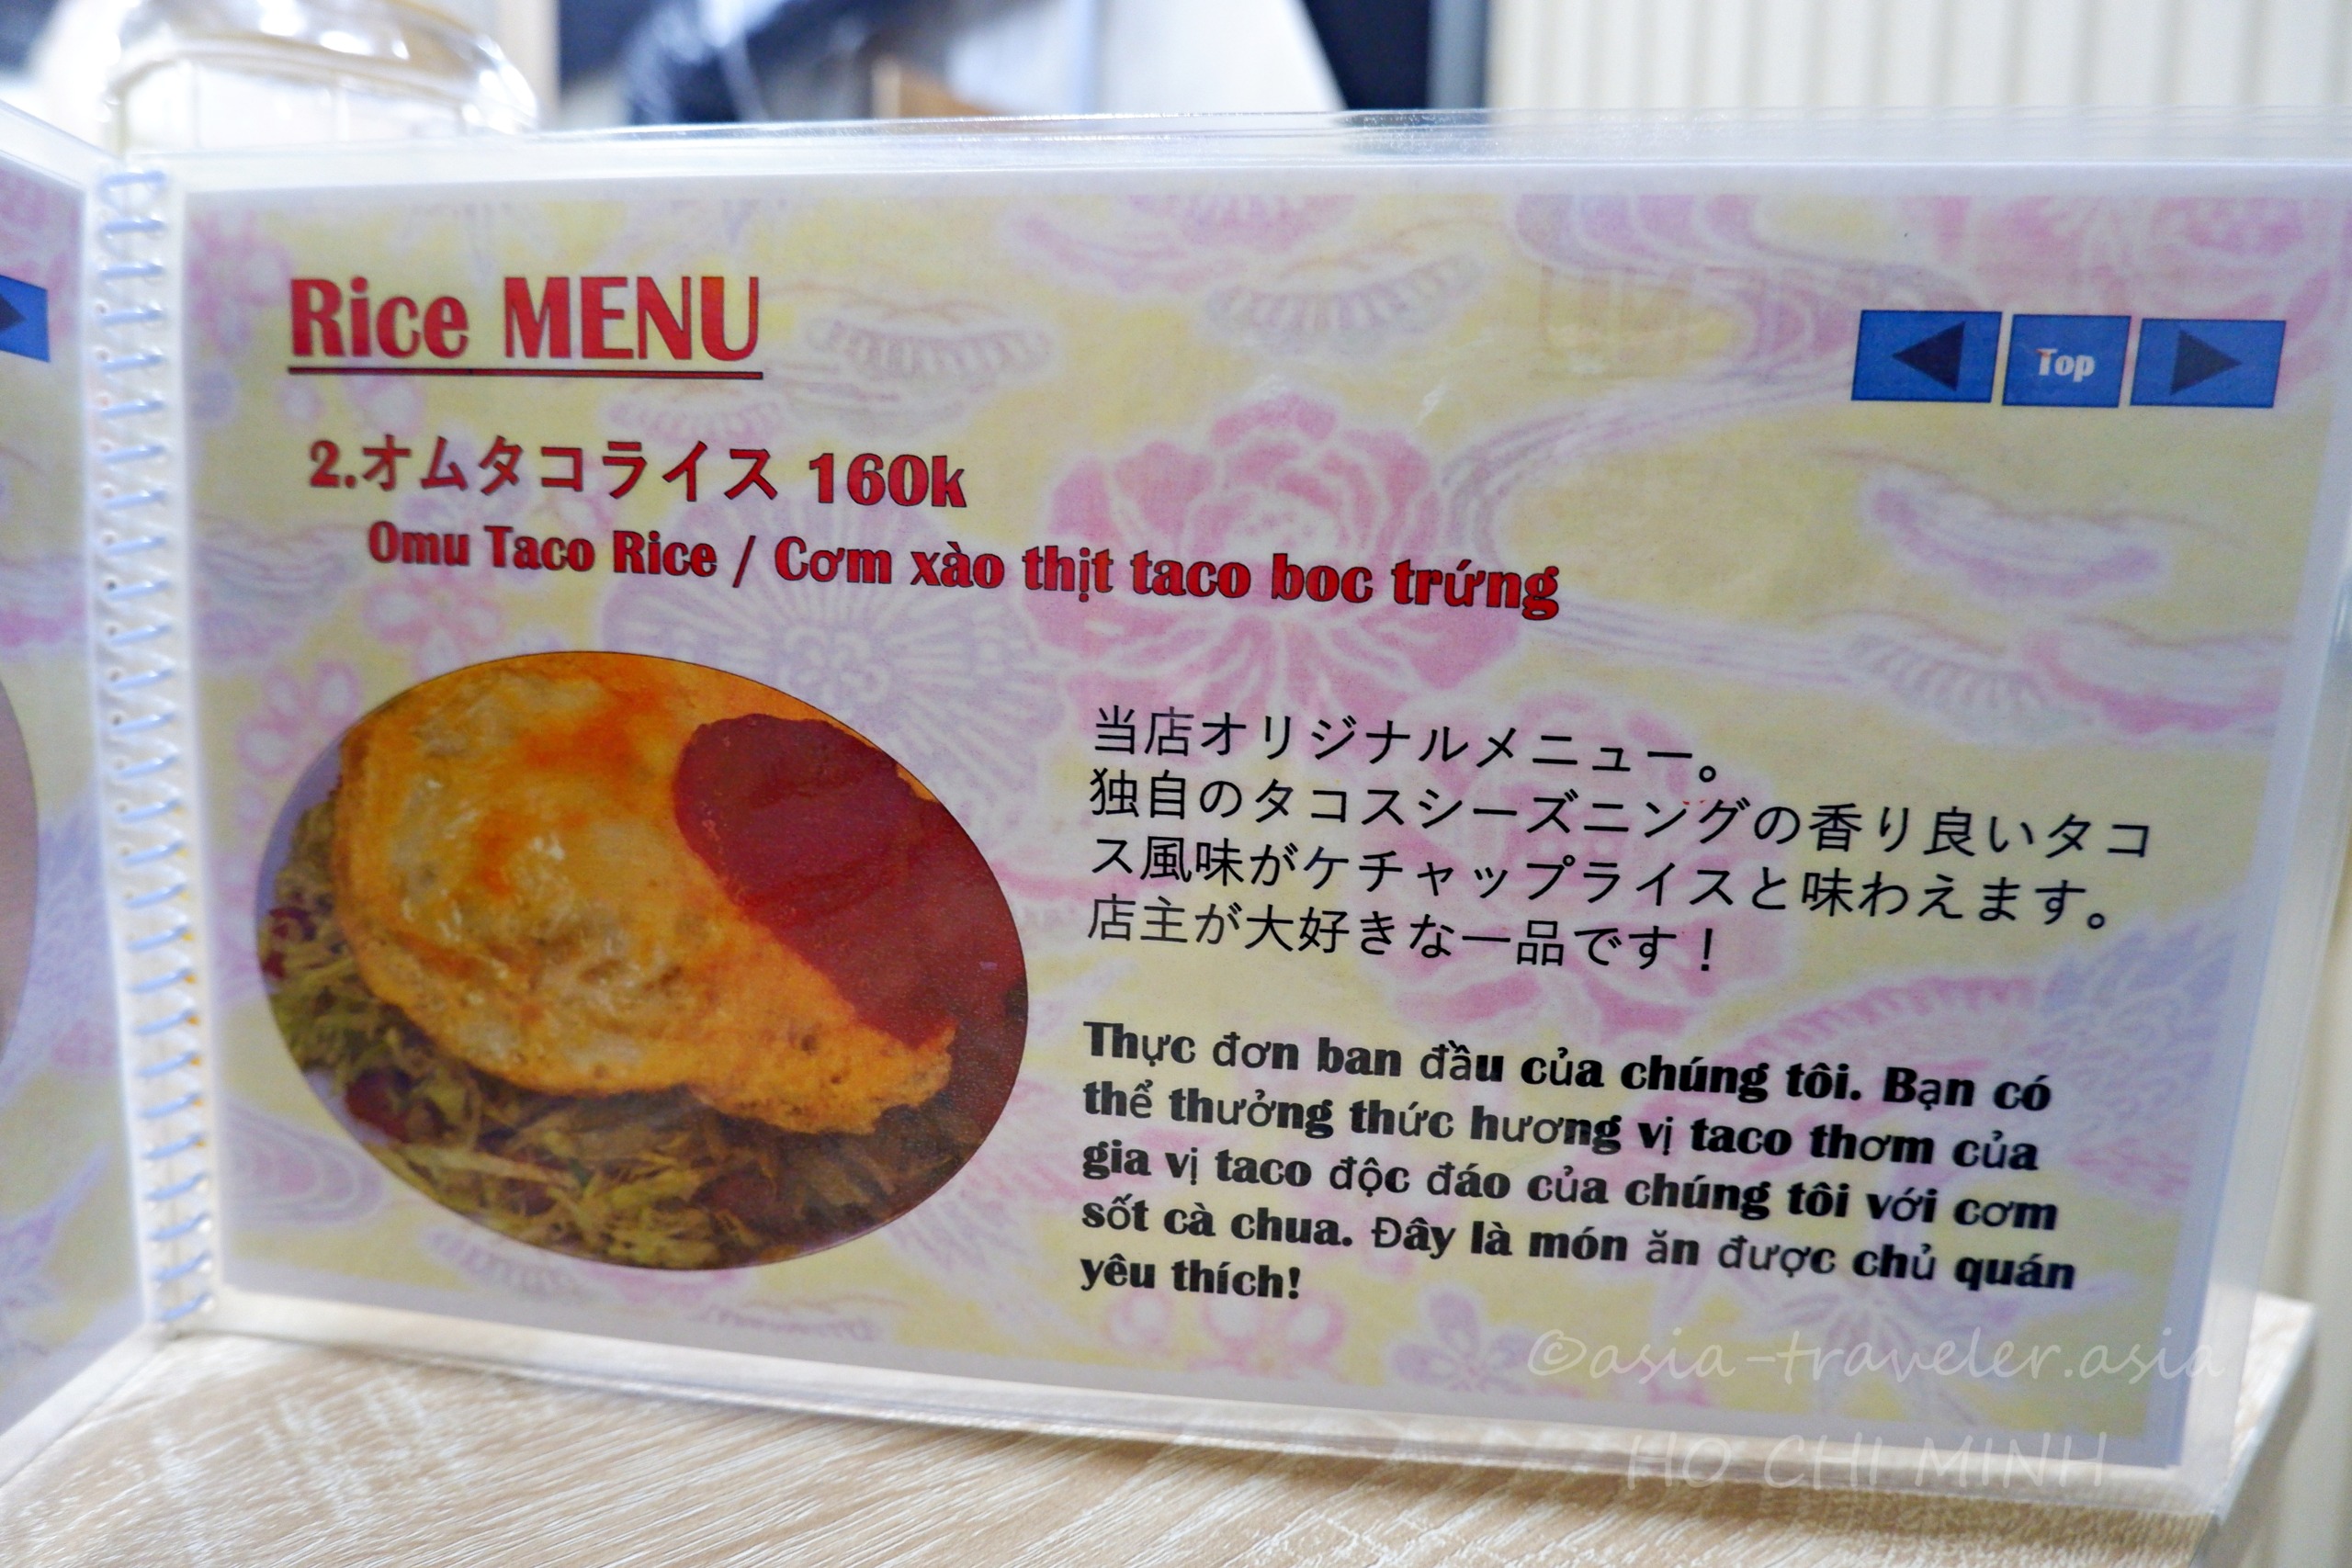 Rice MENU
Top
2.オムタコライス 160k
Omu Taco Rice / Cơm xào thịt taco boc trứng
当店オリジナルメニュー。
独自のタコスシーズニングの香り良いタコ
ス風味がケチャップライスと味わえます。
店主が大好きな一品です！
Thực đơn ban đầu của chúng tôi. Bạn có
thể thưởng thức hương vị taco thơm của
gia vị taco độc đáo của chúng tôi với cơm
sốt cà chua. Đây là món ăn được chủ quán
yêu thích!
©asia-traveler.asia
HO CHI MINH